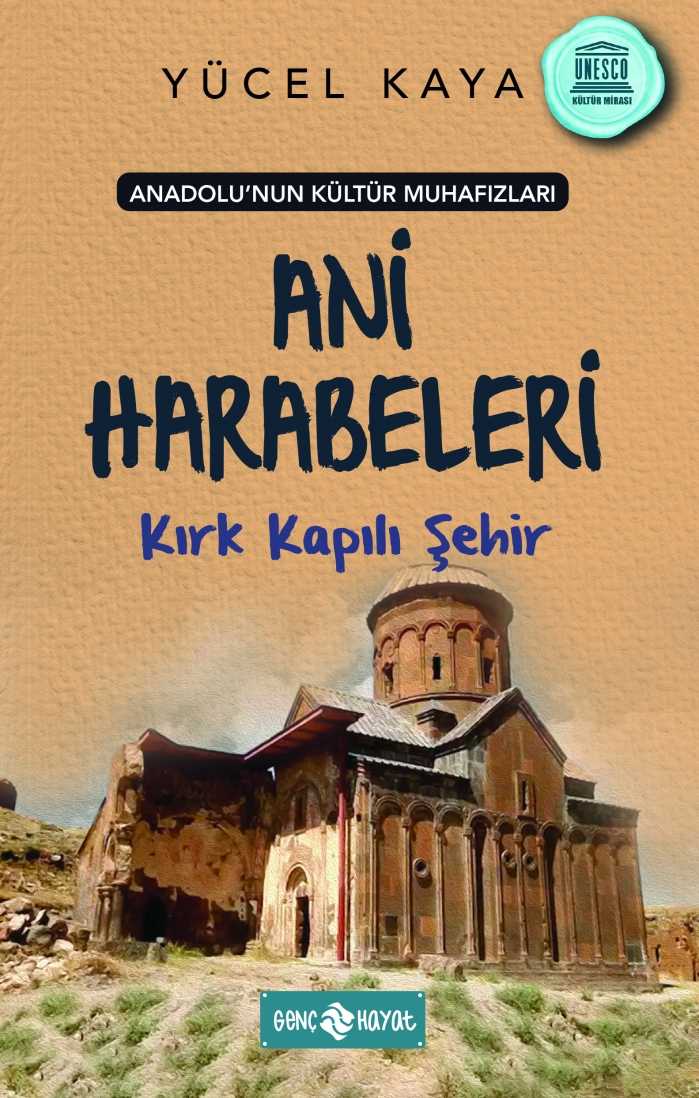 YÜCEL KAYA
UNESCO
KÜLTÜR MİRASI
ANADOLU'NUN KÜLTÜR MUHAFIZLARI
ANİ
HARABELERİ
Kırk Kapılı Şehir
GENÇ HAYAt